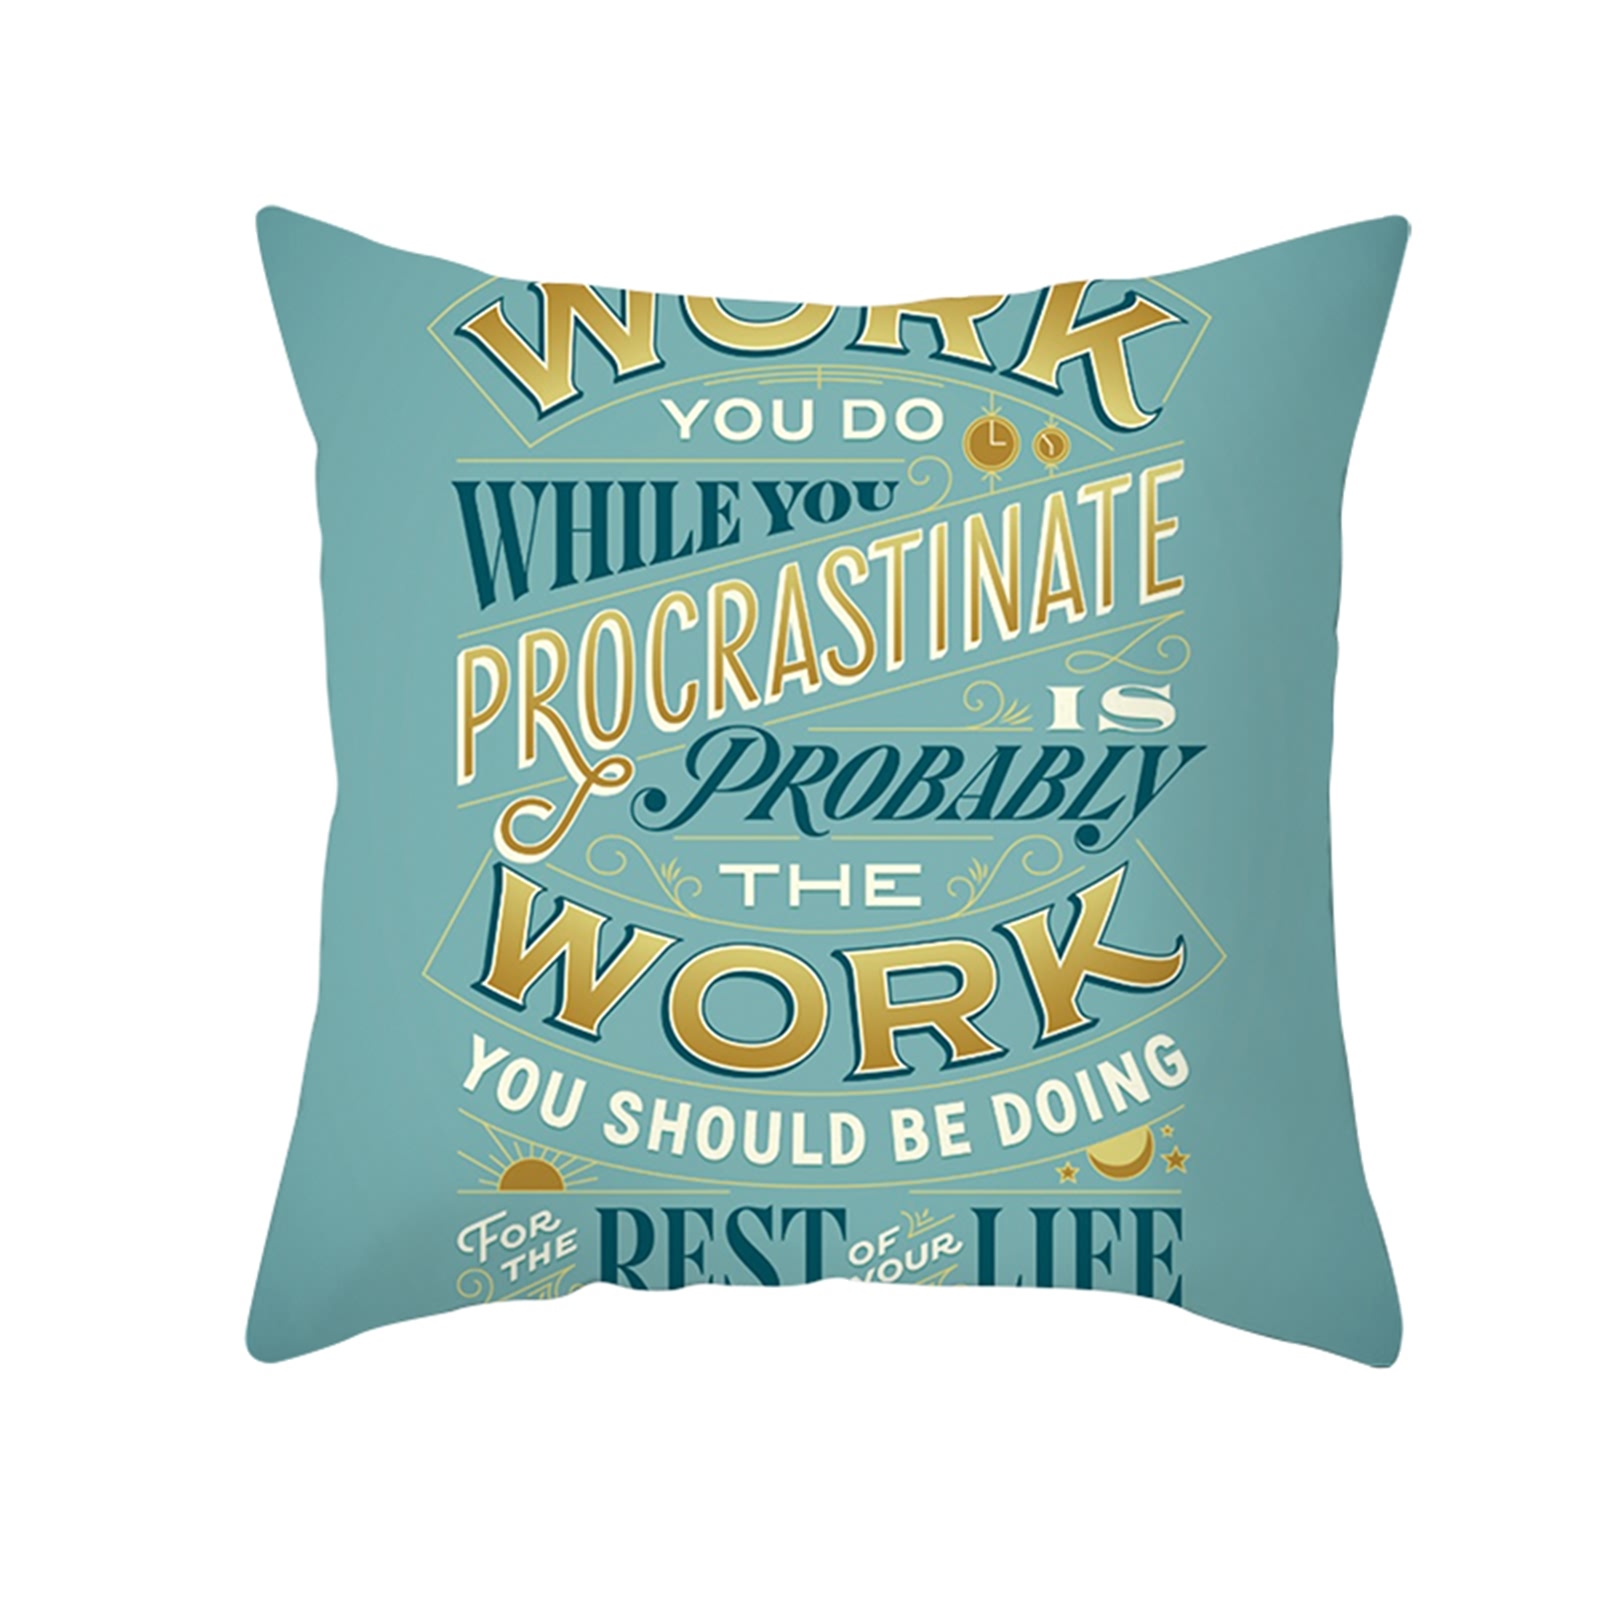 WORK
YOU DO
WHILE YOU
PROCRASTINATE
IS
PROBABLY
THE
WORK
YOU SHOULD BE DOING
FOR THE REST OF YOUR LIFE